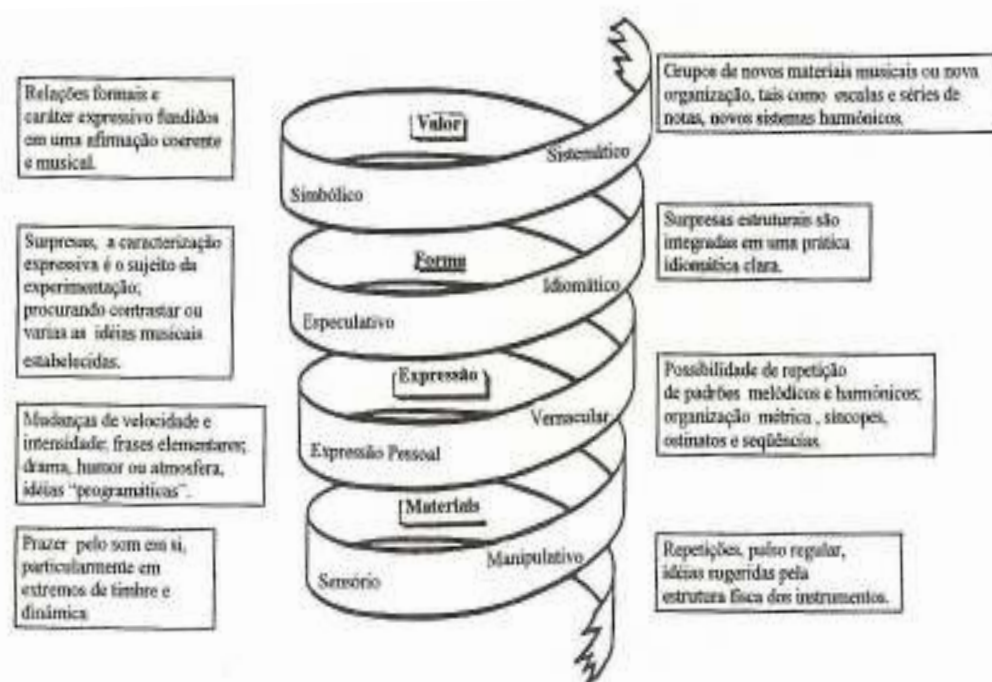 Relações formais e
caráter expressivo fundidos
em uma afirmação coerente
e musical.
Surpresas, a caracterização
expressiva é o sujeito da
experimentação;
procurando contrastar ou
varias as idéias musicais
estabelecidas.
Mudanças de velocidade e
intensidade; frases elementares;
drama, humor ou atmosfera,
idéias "programáticas".
Prazer pelo som em si,
particularmente em
extremos de timbre e
dinâmica
Valor
Sistemático
Simbólico
Forma
Idiomático
Especulativo
Expressão
Vernacular
Expressão Pessoal
Materiais
Manipulativo
Sensório
Grupos de novos materiais musicais ou nova
organização, tais como escalas e séries de
notas, novos sistemas harmônicos.
Surpresas estruturais são
integradas em uma prática
idiomática clara.
Possibilidade de repetição
de padrões melódicos e harmônicos;
organização métrica , síncopes,
ostinatos e seqüências.
Repetições, pulso regular,
idéias sugeridas pela
estrutura física dos instrumentos.